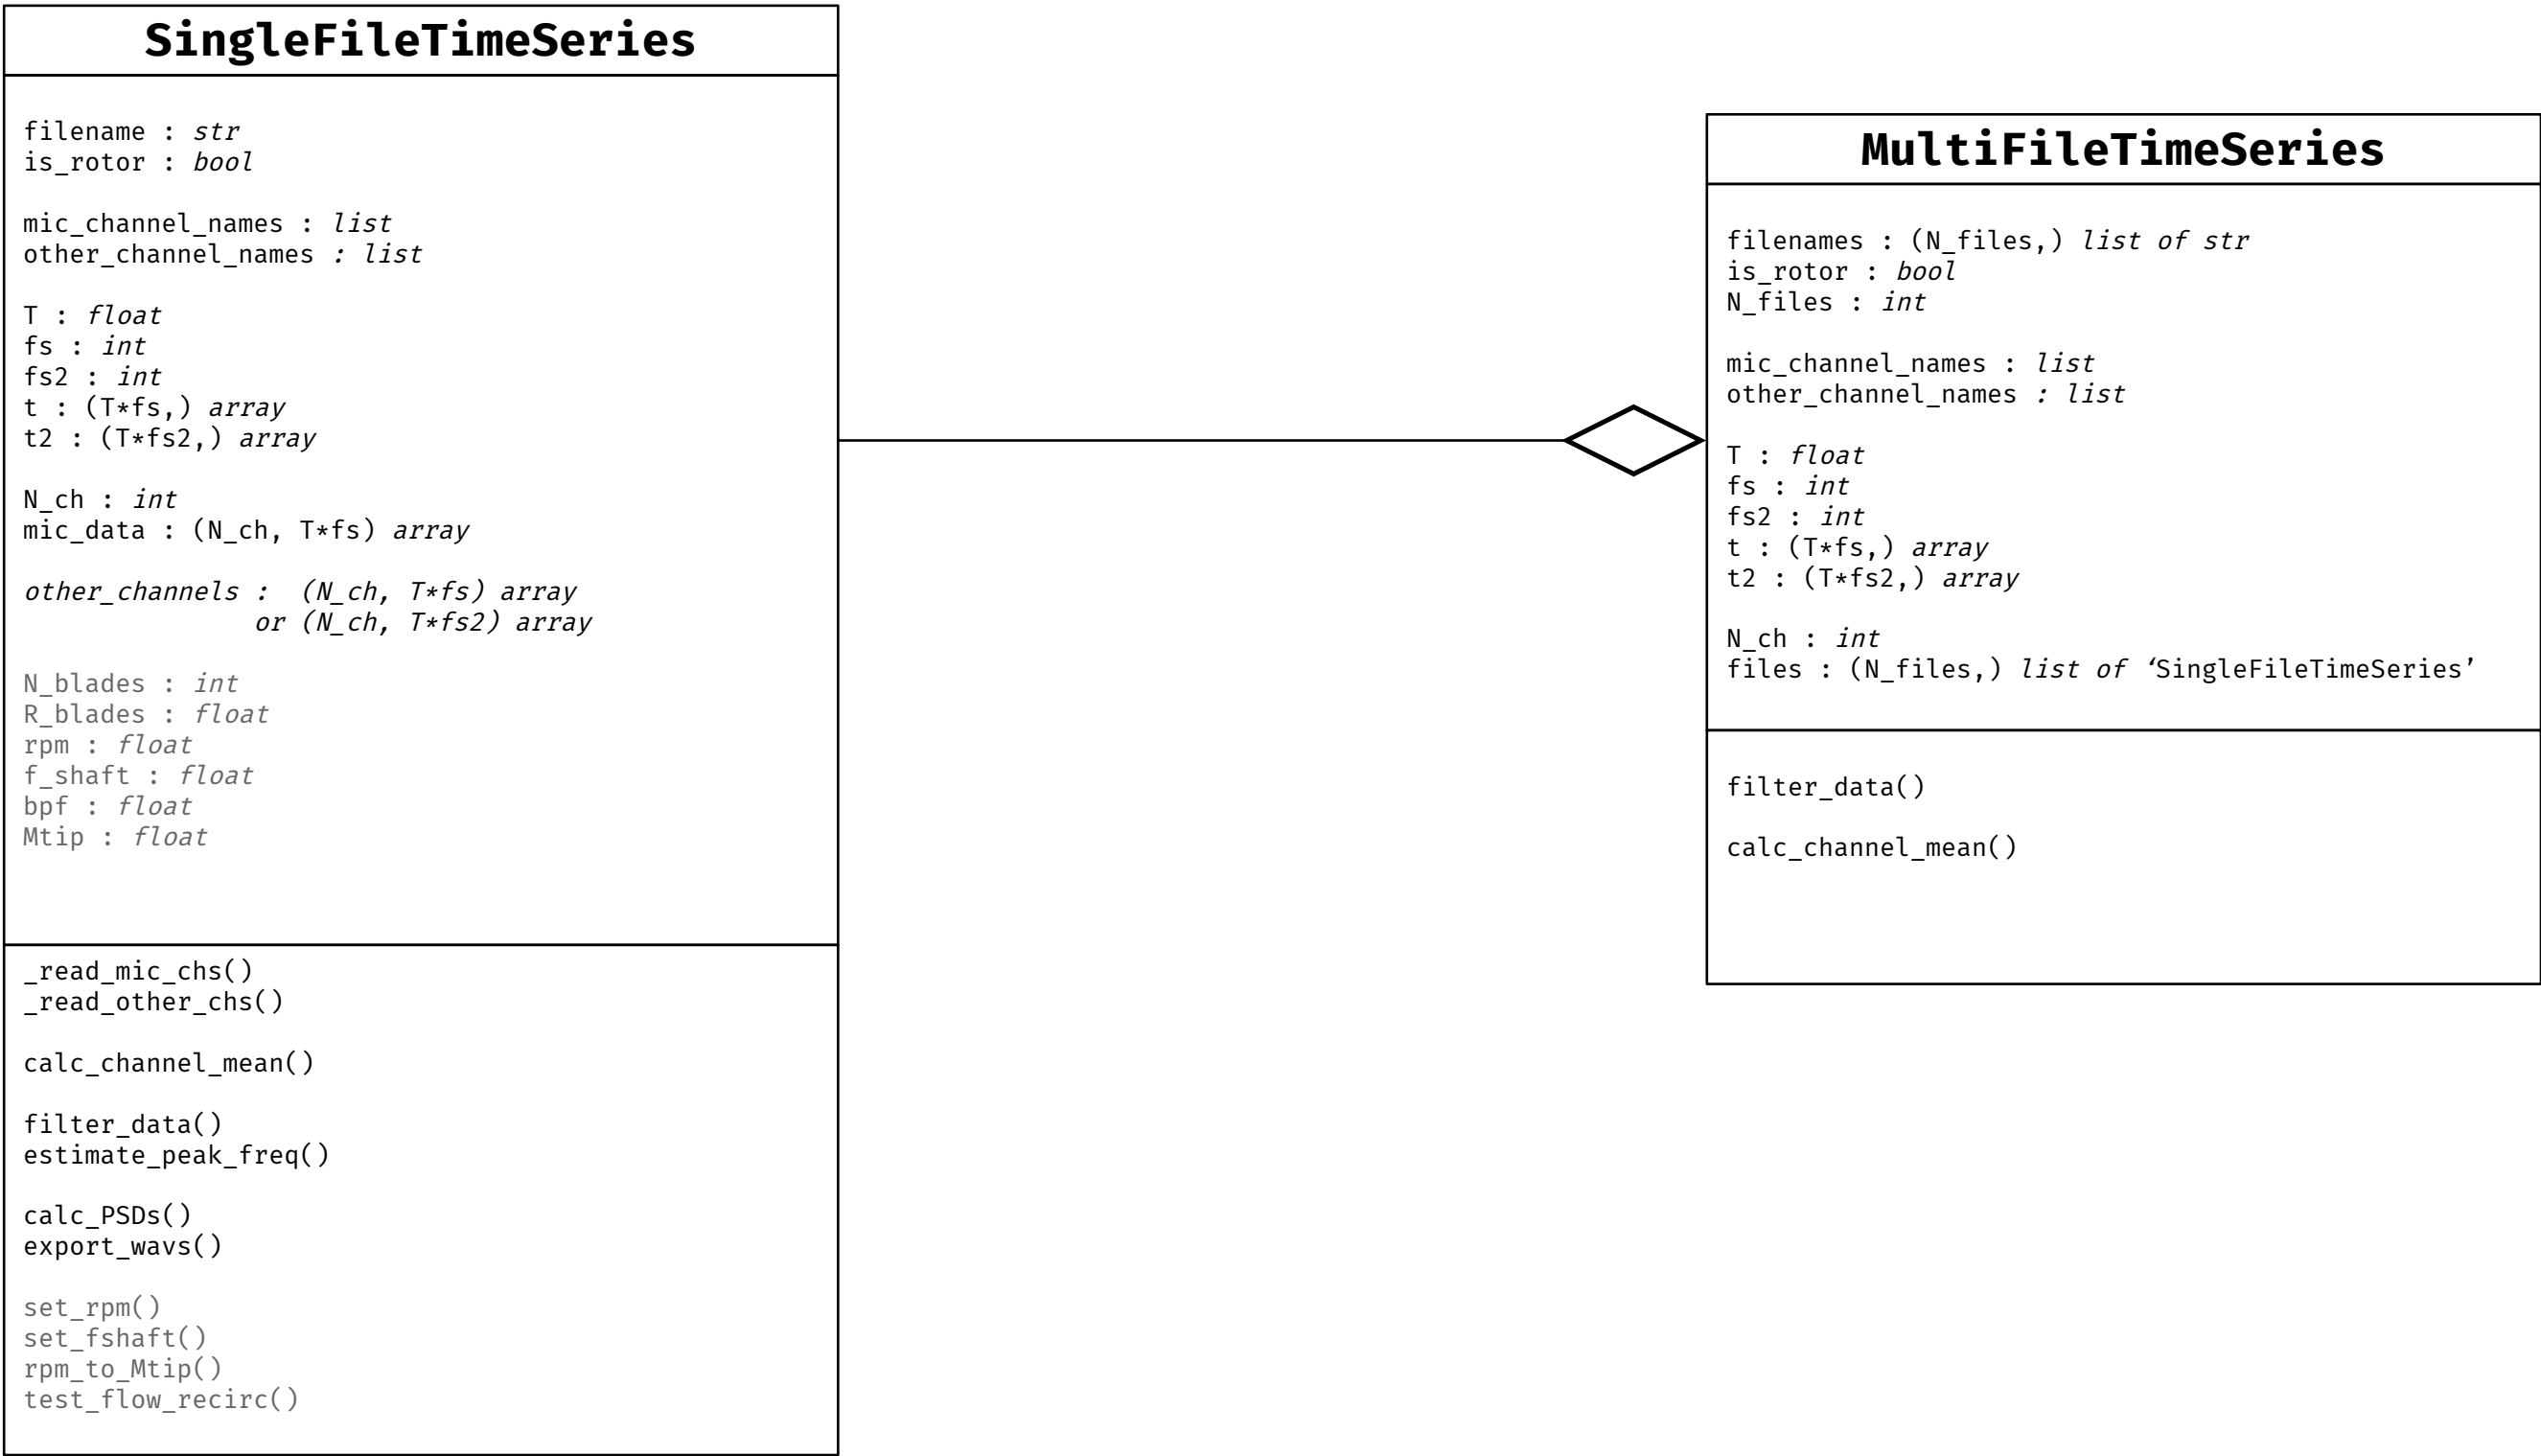 SingleFileTimeSeries
filename : str
is_rotor : bool
mic_channel_names : list
other_channel_names : list
T : float
fs : int
fs2 : int
t : (T*fs,) array
t2 : (T*fs2,) array
N_ch : int
mic_data : (N_ch, T*fs) array
other_channels :  (N_ch, T*fs) array
or (N_ch, T*fs2) array
N_blades : int
R_blades : float
rpm : float
f_shaft : float
bpf : float
Mtip : float
_read_mic_chs()
_read_other_chs()
calc_channel_mean()
filter_data()
estimate_peak_freq()
calc_PSDs()
export_wavs()
set_rpm()
set_fshaft()
rpm_to_Mtip()
test_flow_recirc()
MultiFileTimeSeries
filenames : (N_files,) list of str
is_rotor : bool
N_files : int
mic_channel_names : list
other_channel_names : list
T : float
fs : int
fs2 : int
t : (T*fs,) array
t2 : (T*fs2,) array
N_ch : int
files : (N_files,) list of ‘SingleFileTimeSeries’
filter_data()
calc_channel_mean()